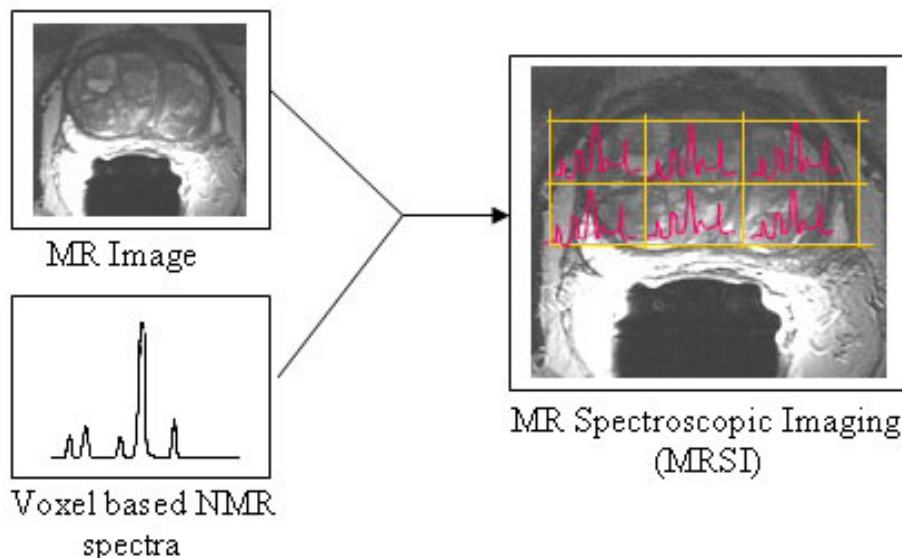 MR Image
Voxel based NMR
spectra
MR Spectroscopic Imaging
(MRSI)